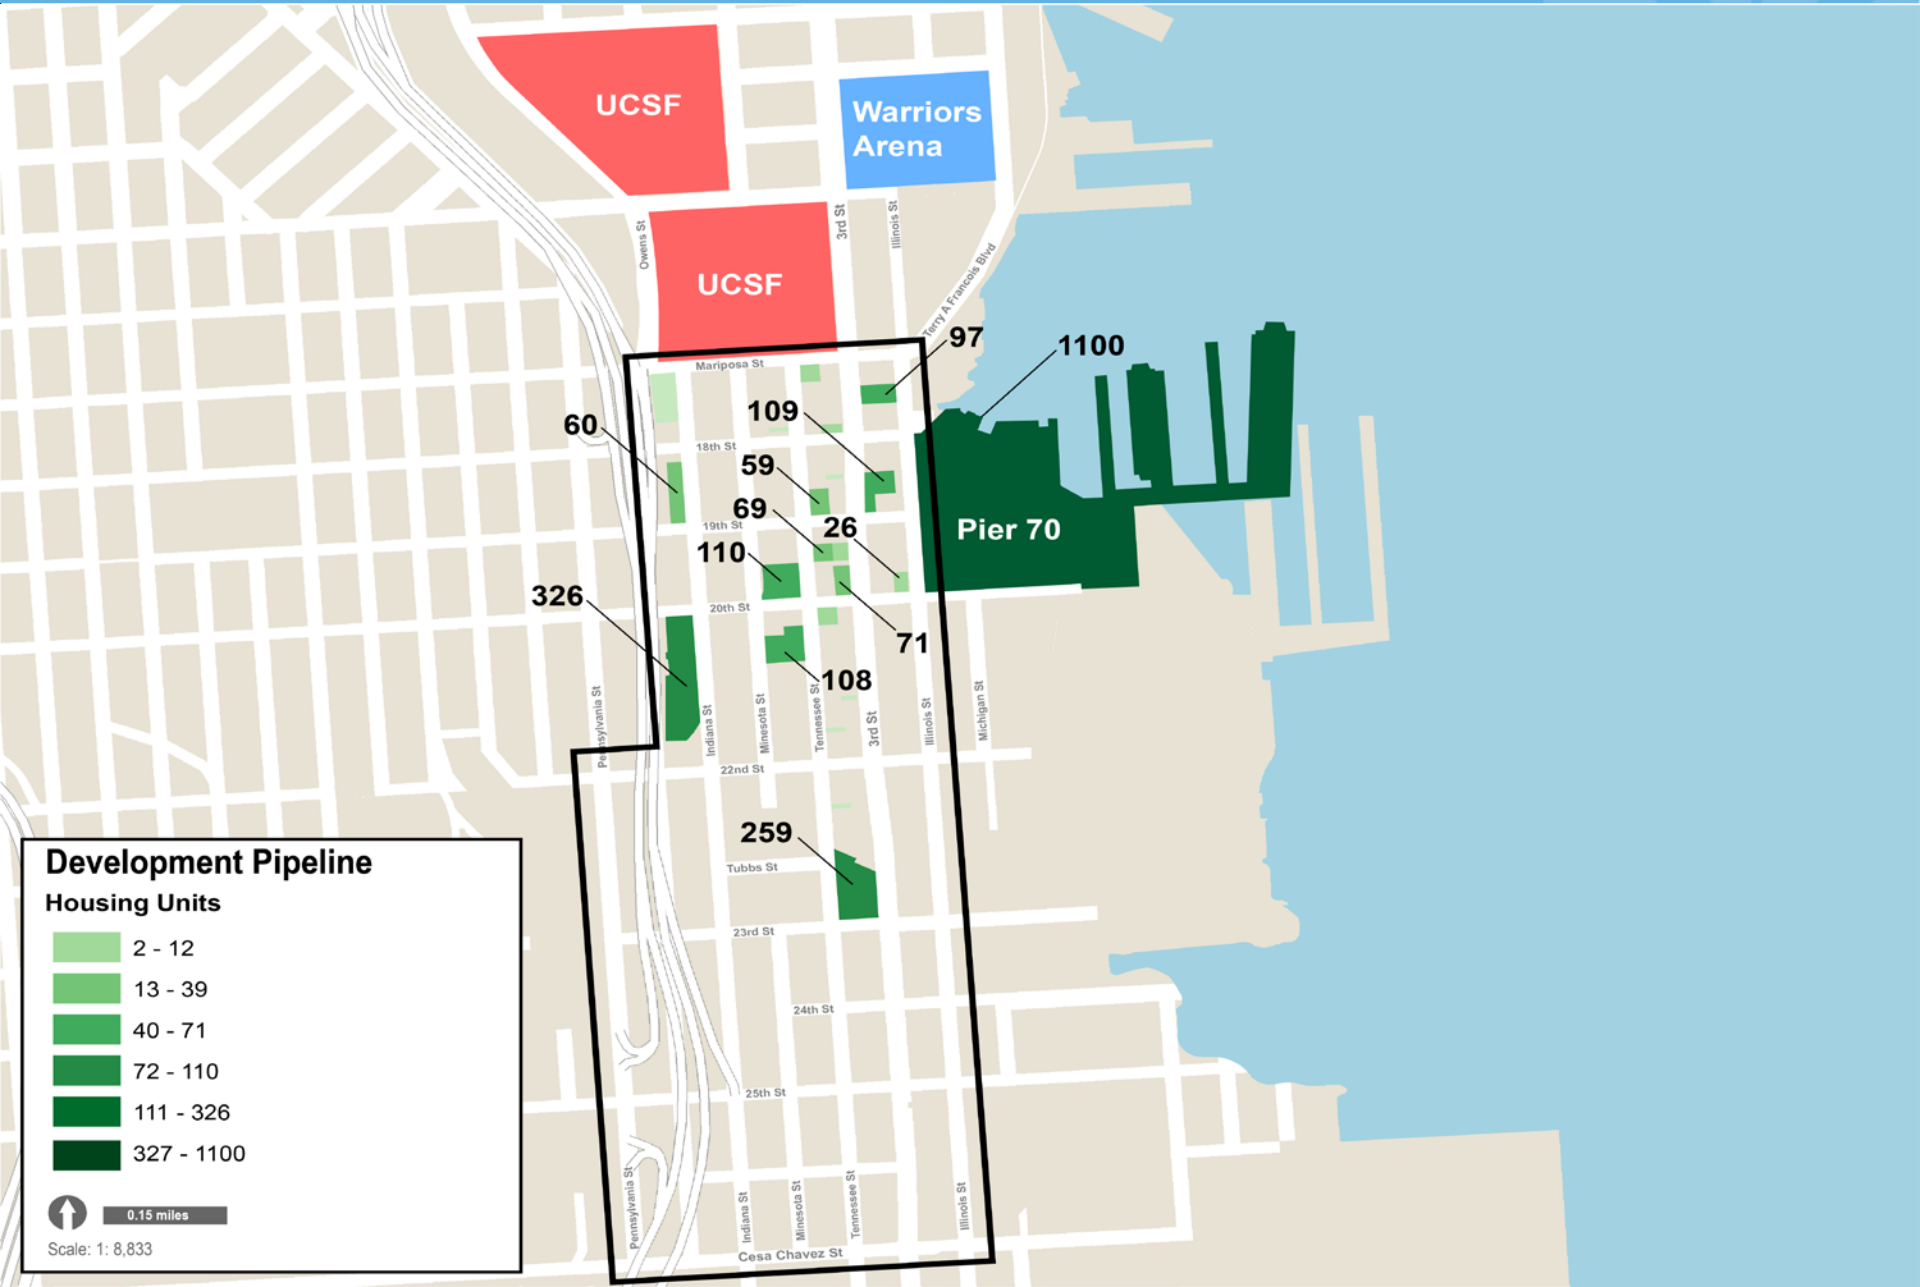 UCSF
Warriors
Arena
UCSF
Owens St
3rd St
Illinois St
Terry A Francois Blvd
Mariposa St
97
1100
109
60
18th St
59
69
19th St
26
110
Pier 70
326
20th St
71
108
Pennsylvania St
Indiana St
Minesota St
Tennessee St
3rd St
Illinois St
Michigan St
22nd St
259
Tubbs St
23rd St
24th St
25th St
Pennsylvania St
Indiana St
Minesota St
Tennessee St
Illinois St
Cesa Chavez St
Development Pipeline
Housing Units
2 - 12
13 - 39
40 - 71
72 - 110
111 - 326
327 - 1100
0.15 miles
Scale: 1: 8,833